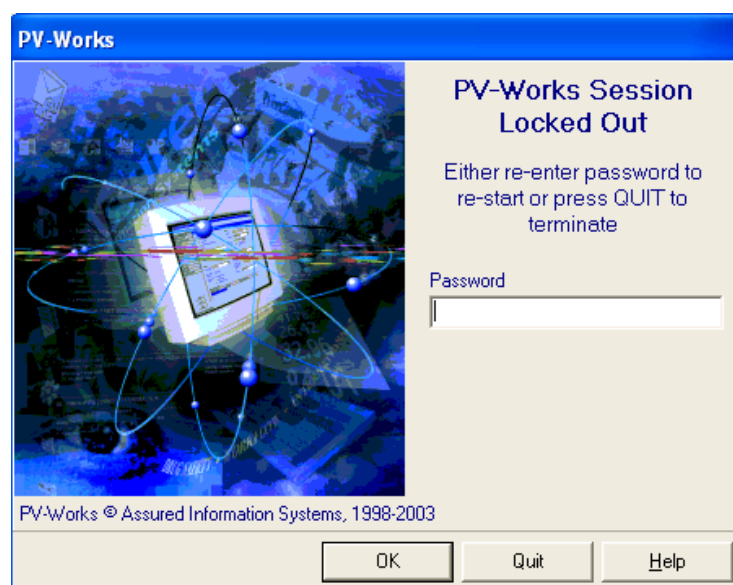 PV-Works
PV-Works Session
Locked Out
Either re-enter password to
re-start or press QUIT to
terminate
Password
PV-Works © Assured Information Systems, 1998-2003
OK
Quit
Help